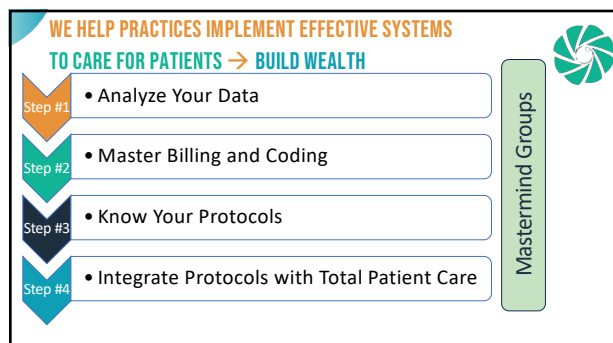 WE HELP PRACTICES IMPLEMENT EFFECTIVE SYSTEMS
TO CARE FOR PATIENTS → BUILD WEALTH
Step #1
• Analyze Your Data
Step #2
• Master Billing and Coding
Step #3
• Know Your Protocols
Step #4
• Integrate Protocols with Total Patient Care
Mastermind Groups